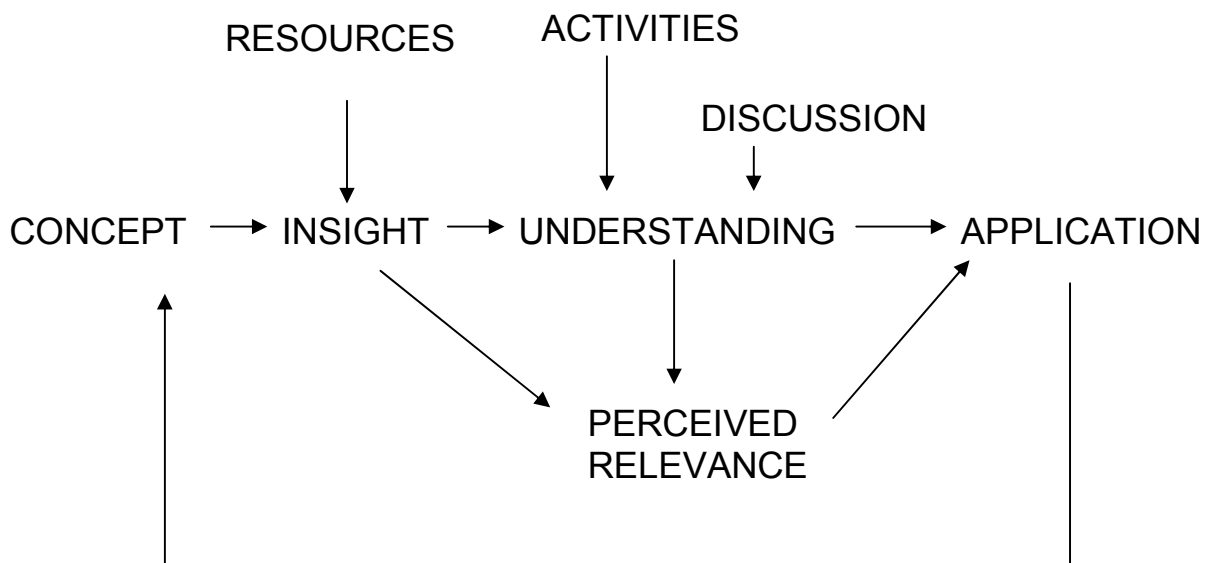 RESOURCES
ACTIVITIES
DISCUSSION
CONCEPT
INSIGHT
UNDERSTANDING
APPLICATION
PERCEIVED
RELEVANCE